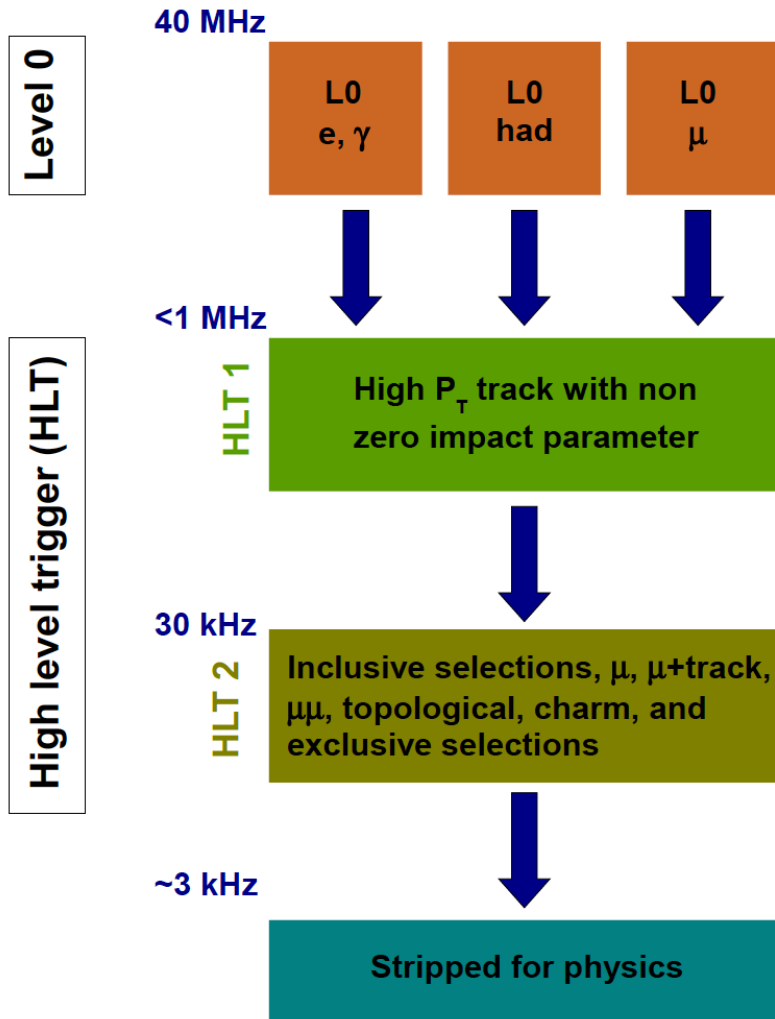 40 MHz
Level 0
L0
e, γ
L0
had
L0
μ
<1 MHz
High level trigger (HLT)
HLT 1
High P_T track with non
zero impact parameter
30 kHz
HLT 2
Inclusive selections, μ, μ+track,
μμ, topological, charm, and
exclusive selections
~3 kHz
Stripped for physics